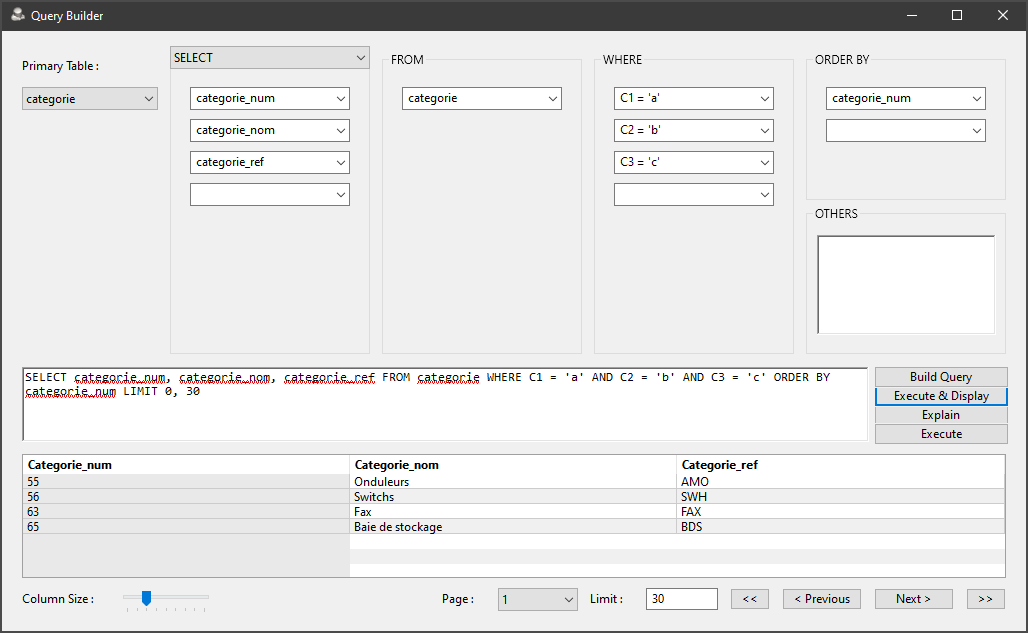 Query Builder
Primary Table :
categorie
SELECT
categorie_num
categorie_nom
categorie_ref
FROM
categorie
WHERE
C1 = 'a'
C2 = 'b'
C3 = 'c'
ORDER BY
categorie_num
OTHERS
SELECT categorie_num, categorie_nom, categorie_ref FROM categorie WHERE C1 = 'a' AND C2 = 'b' AND C3 = 'c' ORDER BY
categorie_num LIMIT 0, 30
Build Query
Execute & Display
Explain
Execute
Categorie_num Categorie_nom Categorie_ref
55 Onduleurs AMO
56 Switchs SWH
63 Fax FAX
65 Baie de stockage BDS
Column Size : Page : 1 Limit : 30 << < Previous Next > >>